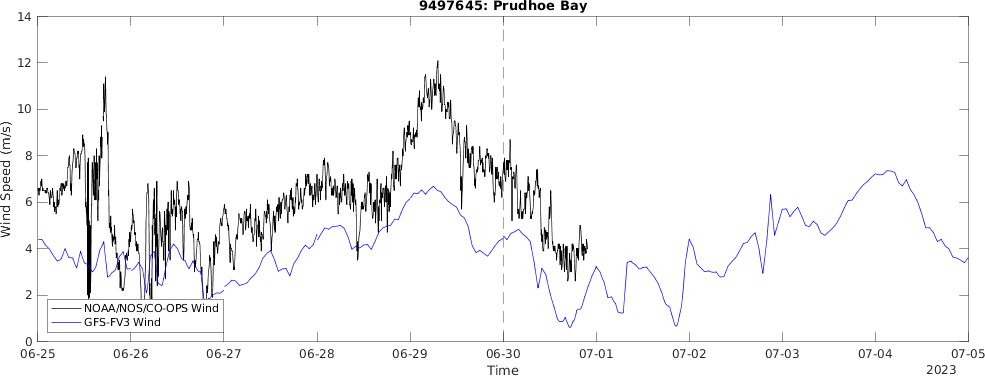 9497645: Prudhoe Bay
14
12
10
8
6
4
2
0
Wind Speed (m/s)
NOAA/NOS/CO-OPS Wind
GFS-FV3 Wind
06-25 06-26 06-27 06-28 06-29 06-30 07-01 07-02 07-03 07-04 07-05
Time
2023